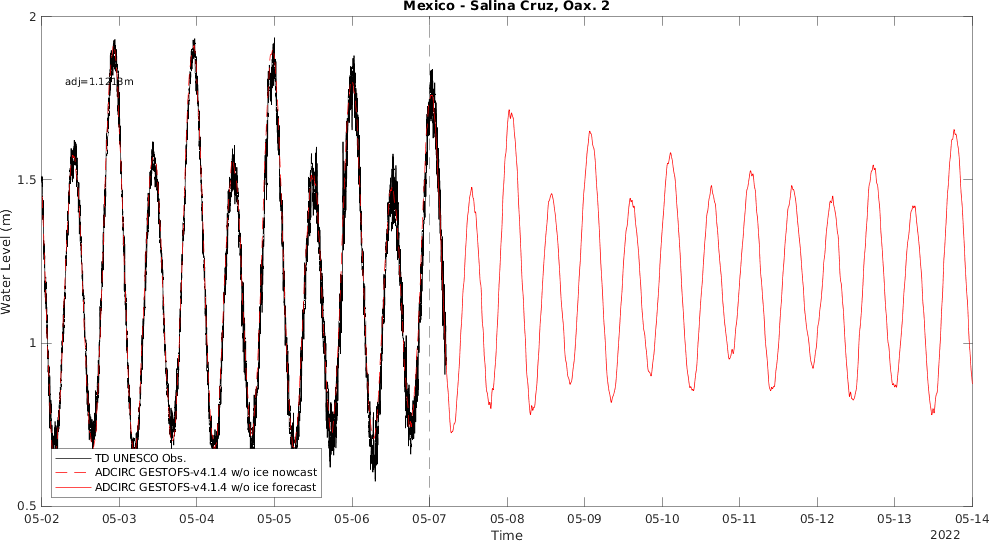 Mexico - Salina Cruz, Oax. 2
2
adj=1.1213m
1.5
Water Level (m)
1
TD UNESCO Obs.
ADCIRC GESTOFS-v4.1.4 w/o ice nowcast
ADCIRC GESTOFS-v4.1.4 w/o ice forecast
0.5
05-02 05-03 05-04 05-05 05-06 05-07 05-08 05-09 05-10 05-11 05-12 05-13 05-14
Time
2022